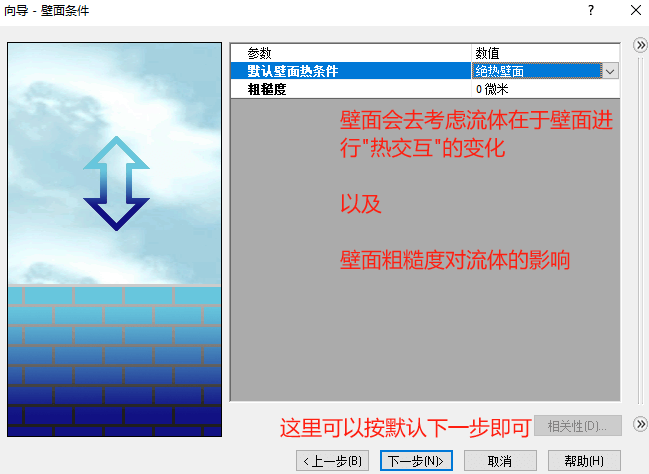 向导 - 壁面条件
? ×
参数 数值
默认壁面热条件 绝热壁面
粗糙度 0 微米
壁面会去考虑流体在于壁面进
行"热交互"的变化
以及
壁面粗糙度对流体的影响
这里可以按默认下一步即可
相关性(D)...
<上一步(B) 下一步(N)> 取消 帮助(H)